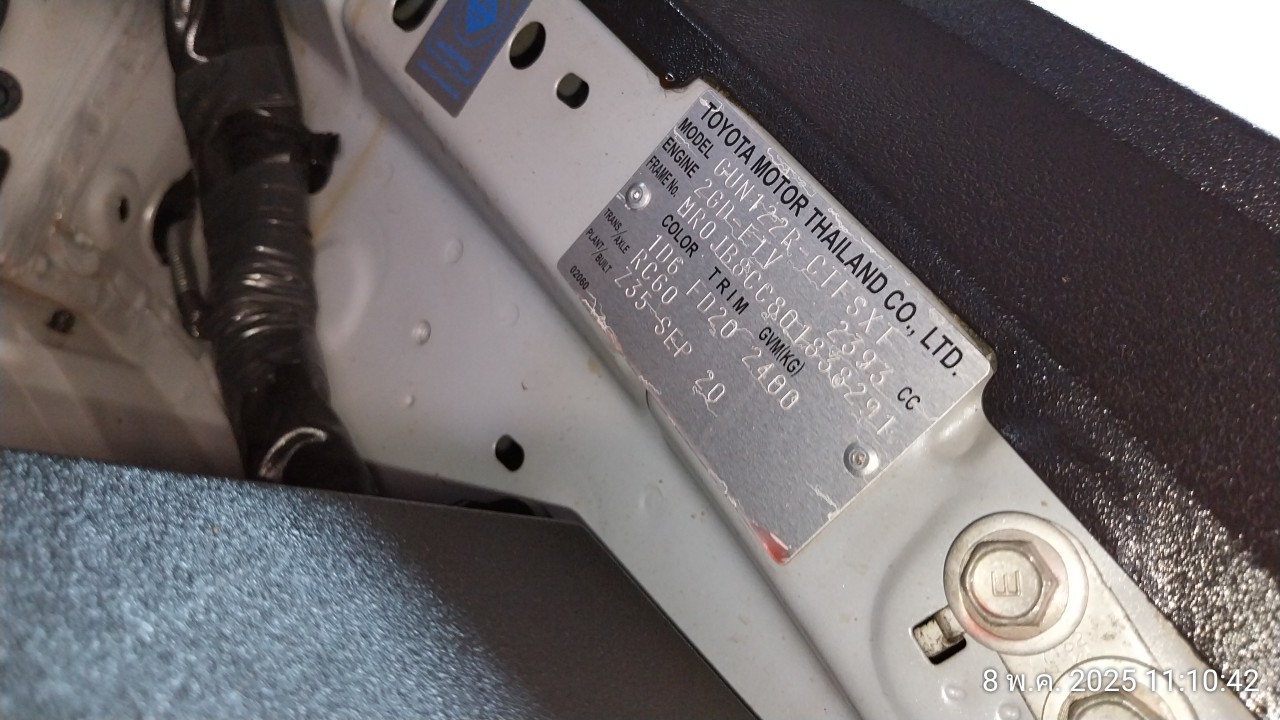 TOYOTA MOTOR THAILAND CO., LTD.
MODEL GUN122R-CTFSXT
ENGINE 2GD-FTV 2393 CC
FRAME No. MR0JB8CC801838291
COLOR TRIM GVM(KG)
1D6 FD20 2400
TRANS/AXLE RC60
PLANT/BUILT Z35-SEP 20
02060
8 พ.ค. 2025 11:10:42